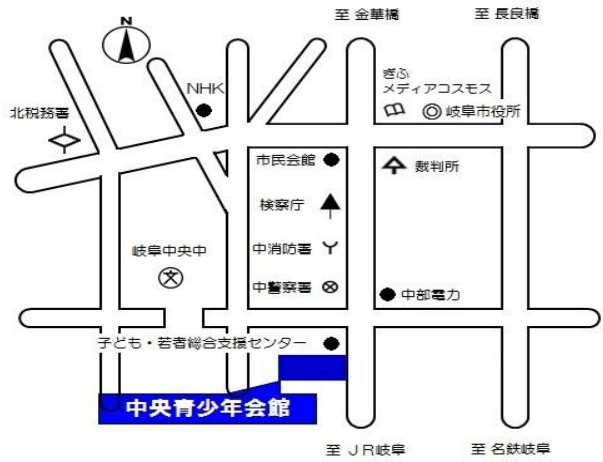 至 金華橋
至 長良橋
N
ぎふ
メディアコスモス
NHK
岐阜市役所
北税務署
市民会館
裁判所
検察庁
岐阜中央中
文
中消防署
中警察署
中部電力
子ども・若者総合支援センター
中央青少年会館
至 JR岐阜
至 名鉄岐阜